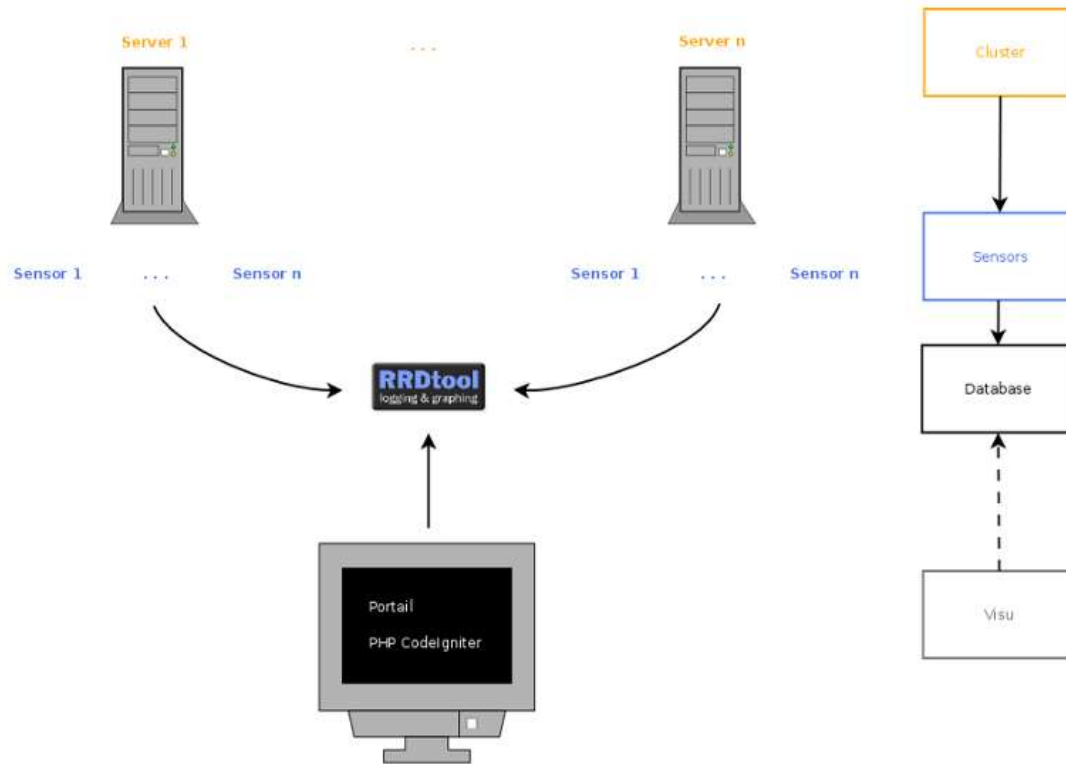 Server 1
. . .
Server n
Cluster
Sensor 1
. . .
Sensor n
Sensor 1
. . .
Sensor n
Sensors
RRDtool
logging & graphing
Database
Portail
PHP CodeIgniter
Visu